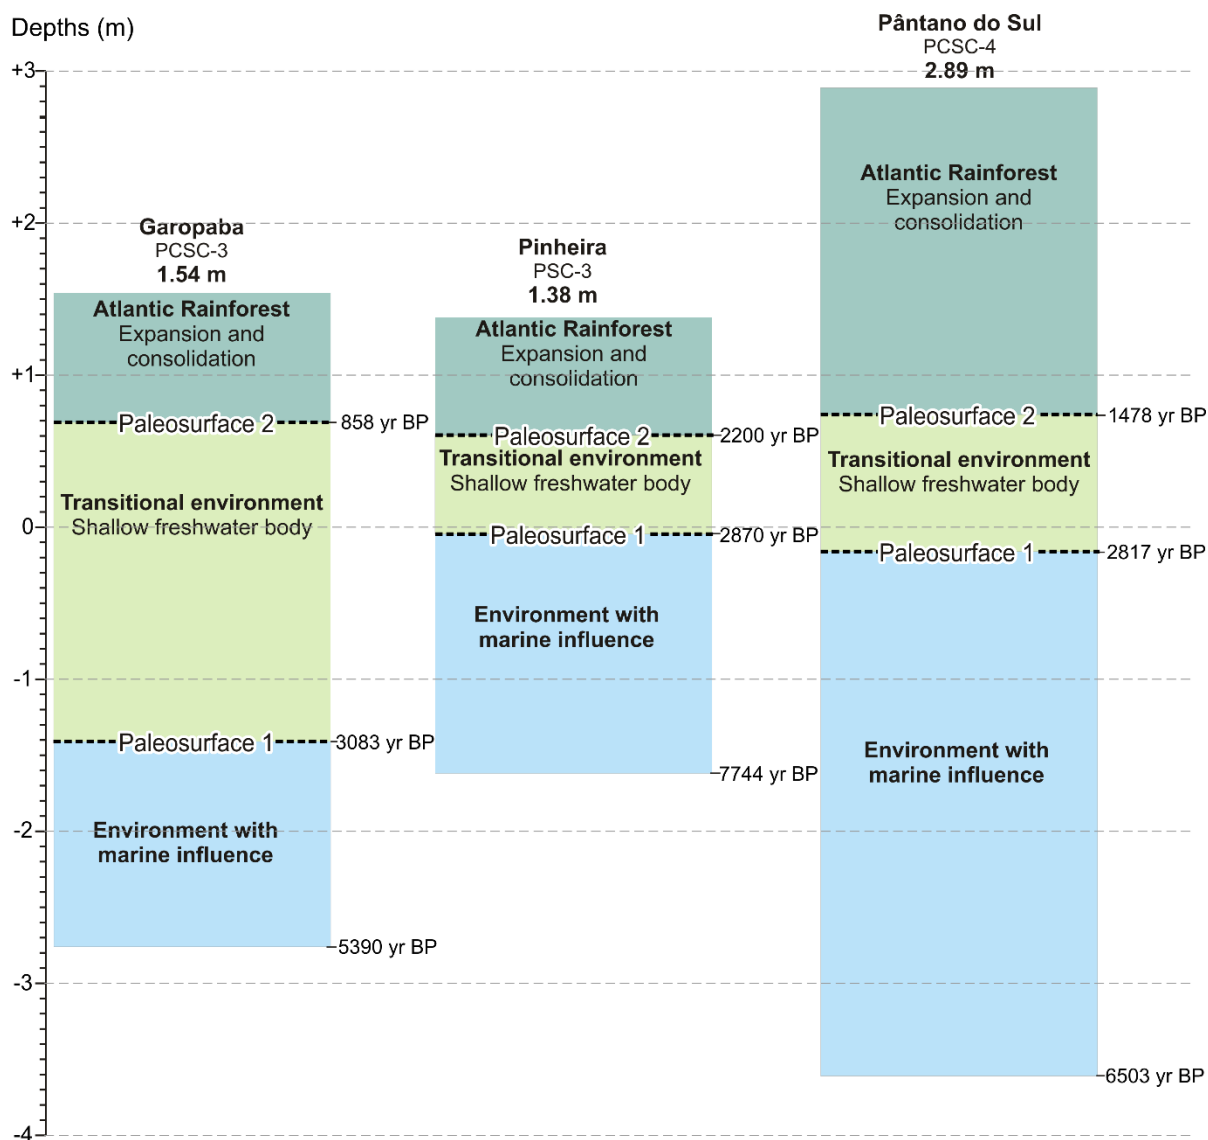 Depths (m)
+3
+2
+1
0
-1
-2
-3
-4
Garopaba
PCSC-3
1.54 m
Atlantic Rainforest
Expansion and
consolidation
Paleosurface 2
858 yr BP
Transitional environment
Shallow freshwater body
Paleosurface 1
3083 yr BP
Environment with
marine influence
5390 yr BP
Pinheira
PSC-3
1.38 m
Atlantic Rainforest
Expansion and
consolidation
Paleosurface 2
2200 yr BP
Transitional environment
Shallow freshwater body
Paleosurface 1
2870 yr BP
Environment with
marine influence
7744 yr BP
Pântano do Sul
PCSC-4
2.89 m
Atlantic Rainforest
Expansion and
consolidation
Paleosurface 2
1478 yr BP
Transitional environment
Shallow freshwater body
Paleosurface 1
2817 yr BP
Environment with
marine influence
6503 yr BP